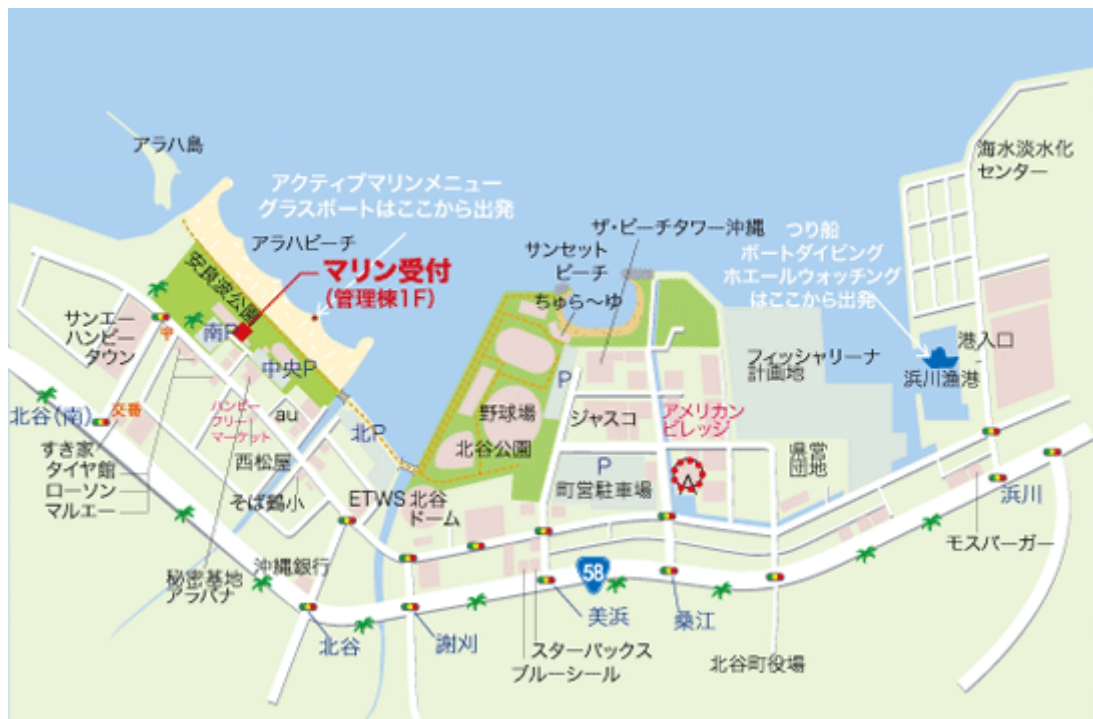 アラハ島
アクティブマリンメニュー
グラスボートはここから出発
アラハビーチ
マリン受付
(管理棟1F)
安良波公園
南P
中央P
サンエー
ハンビー
タウン
中
北谷(南)
交番
ハンビー
フリー
マーケット
au
北P
すき家
タイヤ館
ローソン
マルエー
西松屋
そば鶴小
秘密基地
アラバナ
沖縄銀行
北谷
ETWS
北谷
ドーム
謝刈
ザ・ビーチタワー沖縄
サンセット
ビーチ
ちゅら〜ゆ
P
野球場
北谷公園
ジャスコ
P
町営駐車場
アメリカン
ビレッジ
58
美浜
スターバックス
ブルーシール
桑江
北谷町役場
フィッシャリーナ
計画地
県営
団地
つり船
ボートダイビング
ホエールウォッチング
はここから出発
海水淡水化
センター
港入口
浜川漁港
浜川
モスバーガー